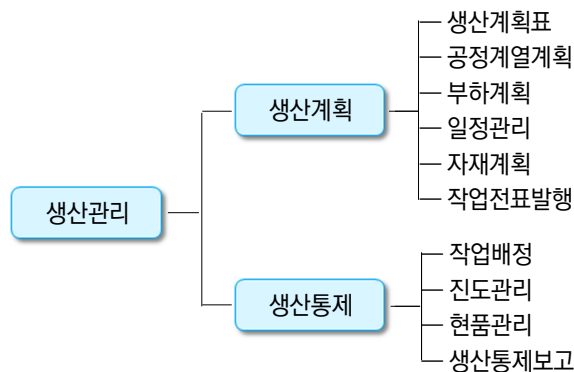 생산관리
생산계획
생산계획표
공정계열계획
부하계획
일정관리
자재계획
작업전표발행
생산통제
작업배정
진도관리
현품관리
생산통제보고